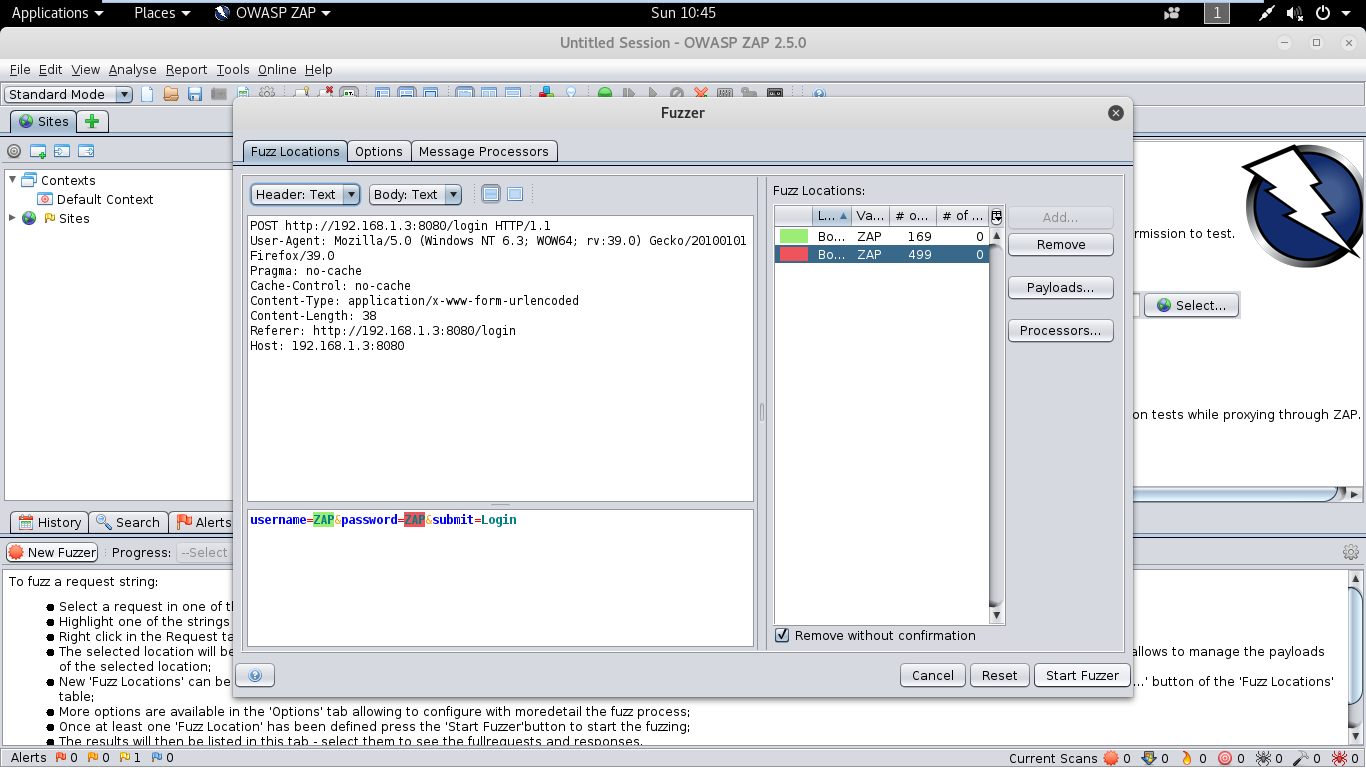 Applications Places OWASP ZAP Sun 10:45 1
Untitled Session - OWASP ZAP 2.5.0
File Edit View Analyse Report Tools Online Help
Standard Mode
Sites
Contexts
Default Context
Sites
Fuzzer
Fuzz Locations Options Message Processors
Header: Text Body: Text
POST http://192.168.1.3:8080/login HTTP/1.1
User-Agent: Mozilla/5.0 (Windows NT 6.3; WOW64; rv:39.0) Gecko/20100101
Firefox/39.0
Pragma: no-cache
Cache-Control: no-cache
Content-Type: application/x-www-form-urlencoded
Content-Length: 38
Referer: http://192.168.1.3:8080/login
Host: 192.168.1.3:8080
username=ZAP&password=ZAP&submit=Login
Fuzz Locations:
L... Va... # o... # of ...
Bo... ZAP 169 0
Bo... ZAP 499 0
Add...
Remove
Payloads...
Processors...
Remove without confirmation
Cancel Reset Start Fuzzer
rmission to test.
Select...
on tests while proxying through ZAP.
History Search Alerts
New Fuzzer Progress: --Select
To fuzz a request string:
Select a request in one of th
Highlight one of the strings
Right click in the Request ta
The selected location will be allows to manage the payloads
of the selected location;
New 'Fuzz Locations' can be ...' button of the 'Fuzz Locations'
table;
More options are available in the 'Options' tab allowing to configure with moredetail the fuzz process;
Once at least one 'Fuzz Location' has been defined press the 'Start Fuzzer'button to start the fuzing;
The results will then be listed in this tab - select them to see the fullrequests and responses.
Alerts 0 0 1 0 Current Scans 0 0 0 0 0 0 0